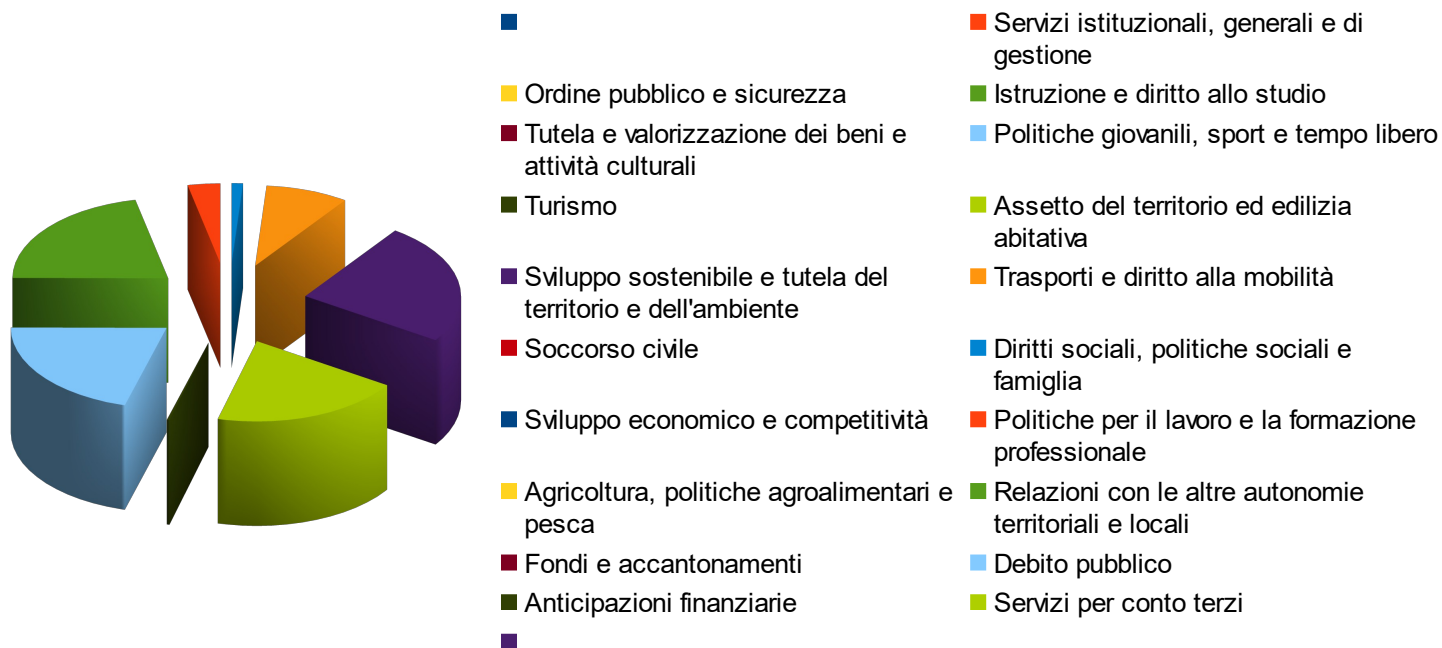 Servizi istituzionali, generali e di
gestione
Ordine pubblico e sicurezza
Istruzione e diritto allo studio
Tutela e valorizzazione dei beni e
attività culturali
Politiche giovanili, sport e tempo libero
Turismo
Assetto del territorio ed edilizia
abitativa
Sviluppo sostenibile e tutela del
territorio e dell'ambiente
Trasporti e diritto alla mobilità
Soccorso civile
Diritti sociali, politiche sociali e
famiglia
Sviluppo economico e competitività
Politiche per il lavoro e la formazione
professionale
Agricoltura, politiche agroalimentari e
pesca
Relazioni con le altre autonomie
territoriali e locali
Fondi e accantonamenti
Debito pubblico
Anticipazioni finanziarie
Servizi per conto terzi